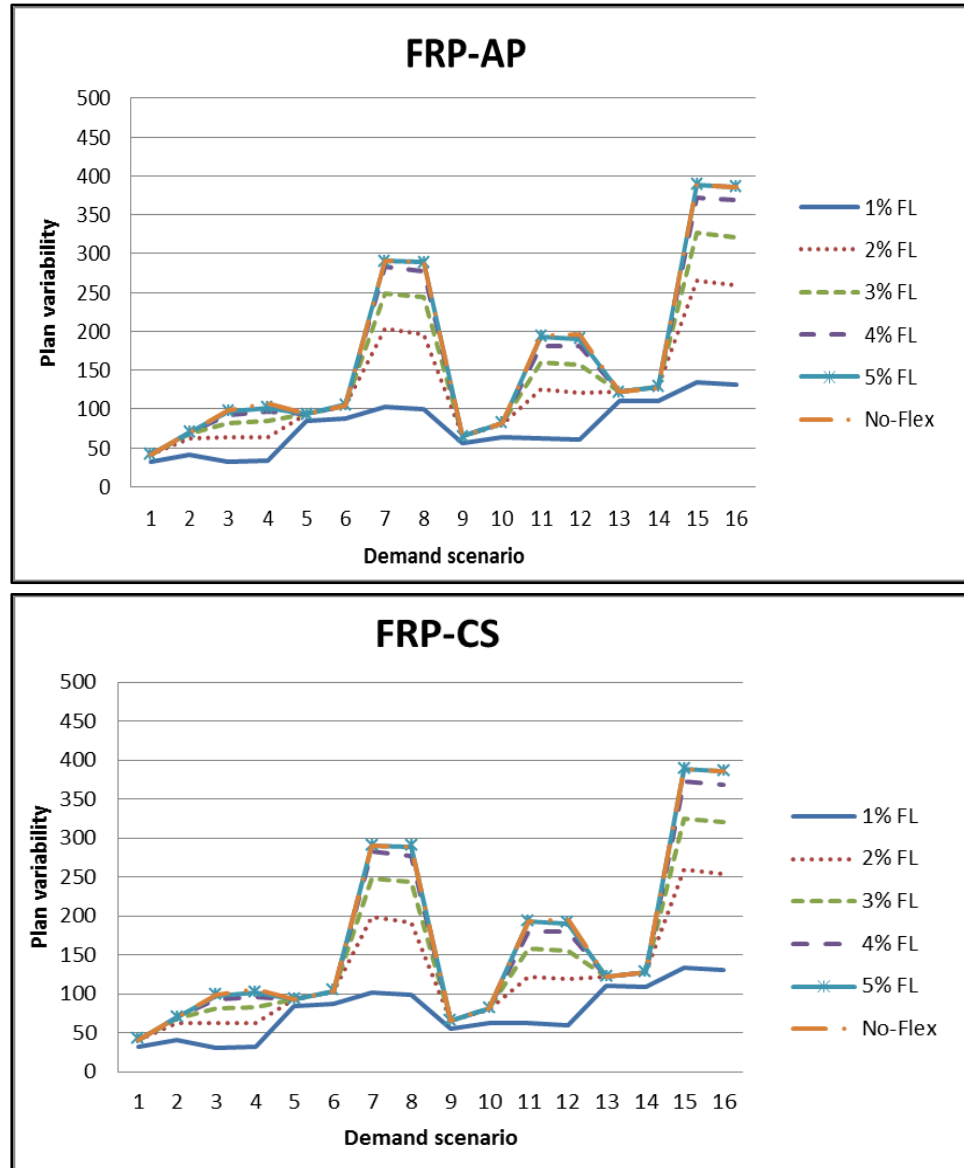 FRP-AP
500
450
400
350
300
250
200
150
100
50
0
Plan variability
1 2 3 4 5 6 7 8 9 10 11 12 13 14 15 16
Demand scenario
1% FL
2% FL
3% FL
4% FL
5% FL
No-Flex
FRP-CS
500
450
400
350
300
250
200
150
100
50
0
Plan variability
1 2 3 4 5 6 7 8 9 10 11 12 13 14 15 16
Demand scenario
1% FL
2% FL
3% FL
4% FL
5% FL
No-Flex